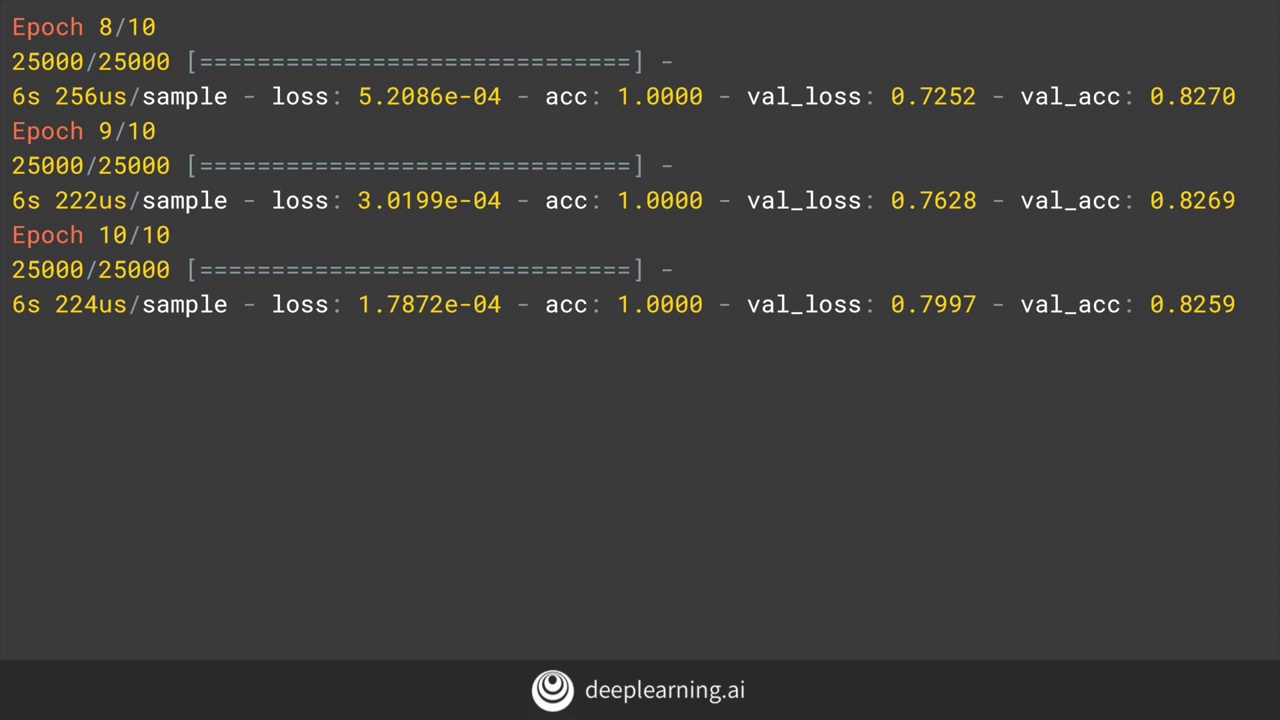 Epoch 8/10
25000/25000 [==============================] -
6s 256us/sample - loss: 5.2086e-04 - acc: 1.0000 - val_loss: 0.7252 - val_acc: 0.8270
Epoch 9/10
25000/25000 [==============================] -
6s 222us/sample - loss: 3.0199e-04 - acc: 1.0000 - val_loss: 0.7628 - val_acc: 0.8269
Epoch 10/10
25000/25000 [==============================] -
6s 224us/sample - loss: 1.7872e-04 - acc: 1.0000 - val_loss: 0.7997 - val_acc: 0.8259
deeplearning.ai